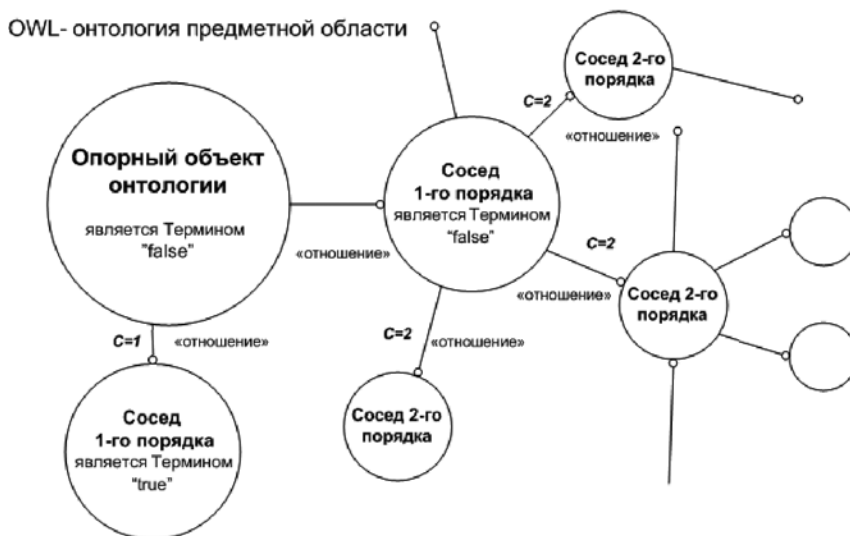 OWL- онтология предметной области
Опорный объект
онтологии
является Термином
"false"
«отношение»
Сосед
1-го порядка
является Термином
"false"
C=2
«отношение»
Сосед 2-го
порядка
C=2
«отношение»
Сосед 2-го
порядка
C=2
«отношение»
Сосед 2-го
порядка
C=1
«отношение»
Сосед
1-го порядка
является Термином
"true"